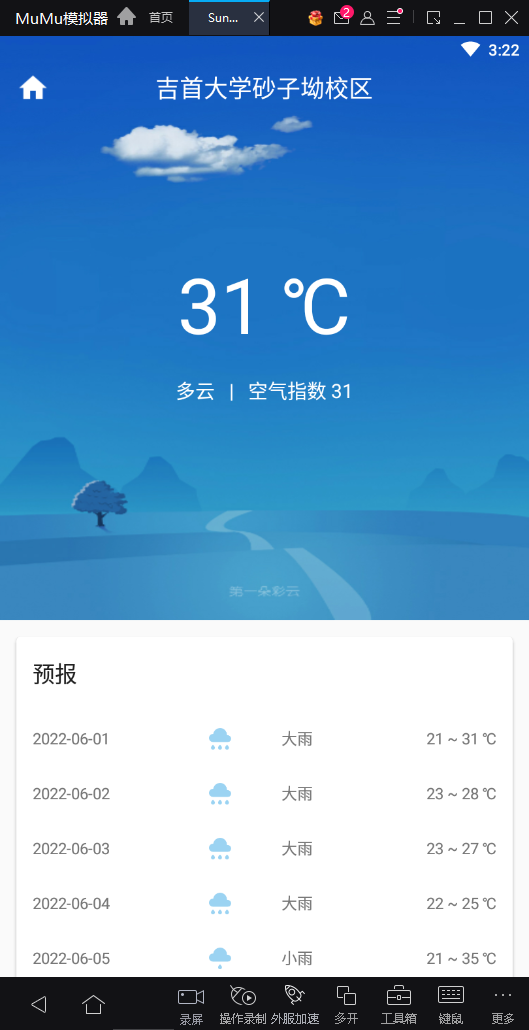 MuMu模拟器 首页 Sun... 2
3:22
吉首大学砂子坳校区
31 ℃
多云 | 空气指数 31
第一朵彩云
预报
2022-06-01 大雨 21 ~ 31 ℃
2022-06-02 大雨 23 ~ 28 ℃
2022-06-03 大雨 23 ~ 27 ℃
2022-06-04 大雨 22 ~ 25 ℃
2022-06-05 小雨 21 ~ 35 ℃
录屏 操作录制 外服加速 多开 工具箱 键鼠 更多